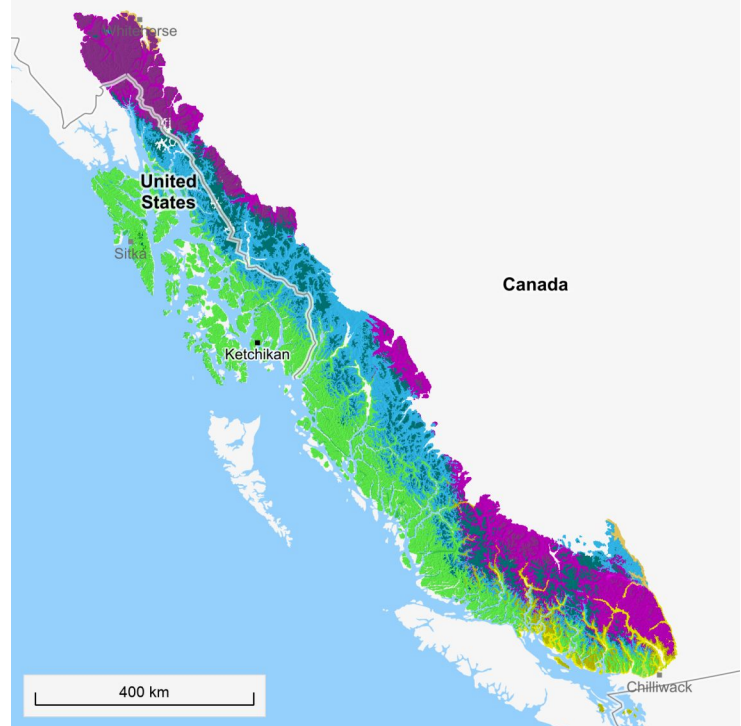 Whitehorse
United
States
Sitka
Canada
Ketchikan
400 km
Chilliwack